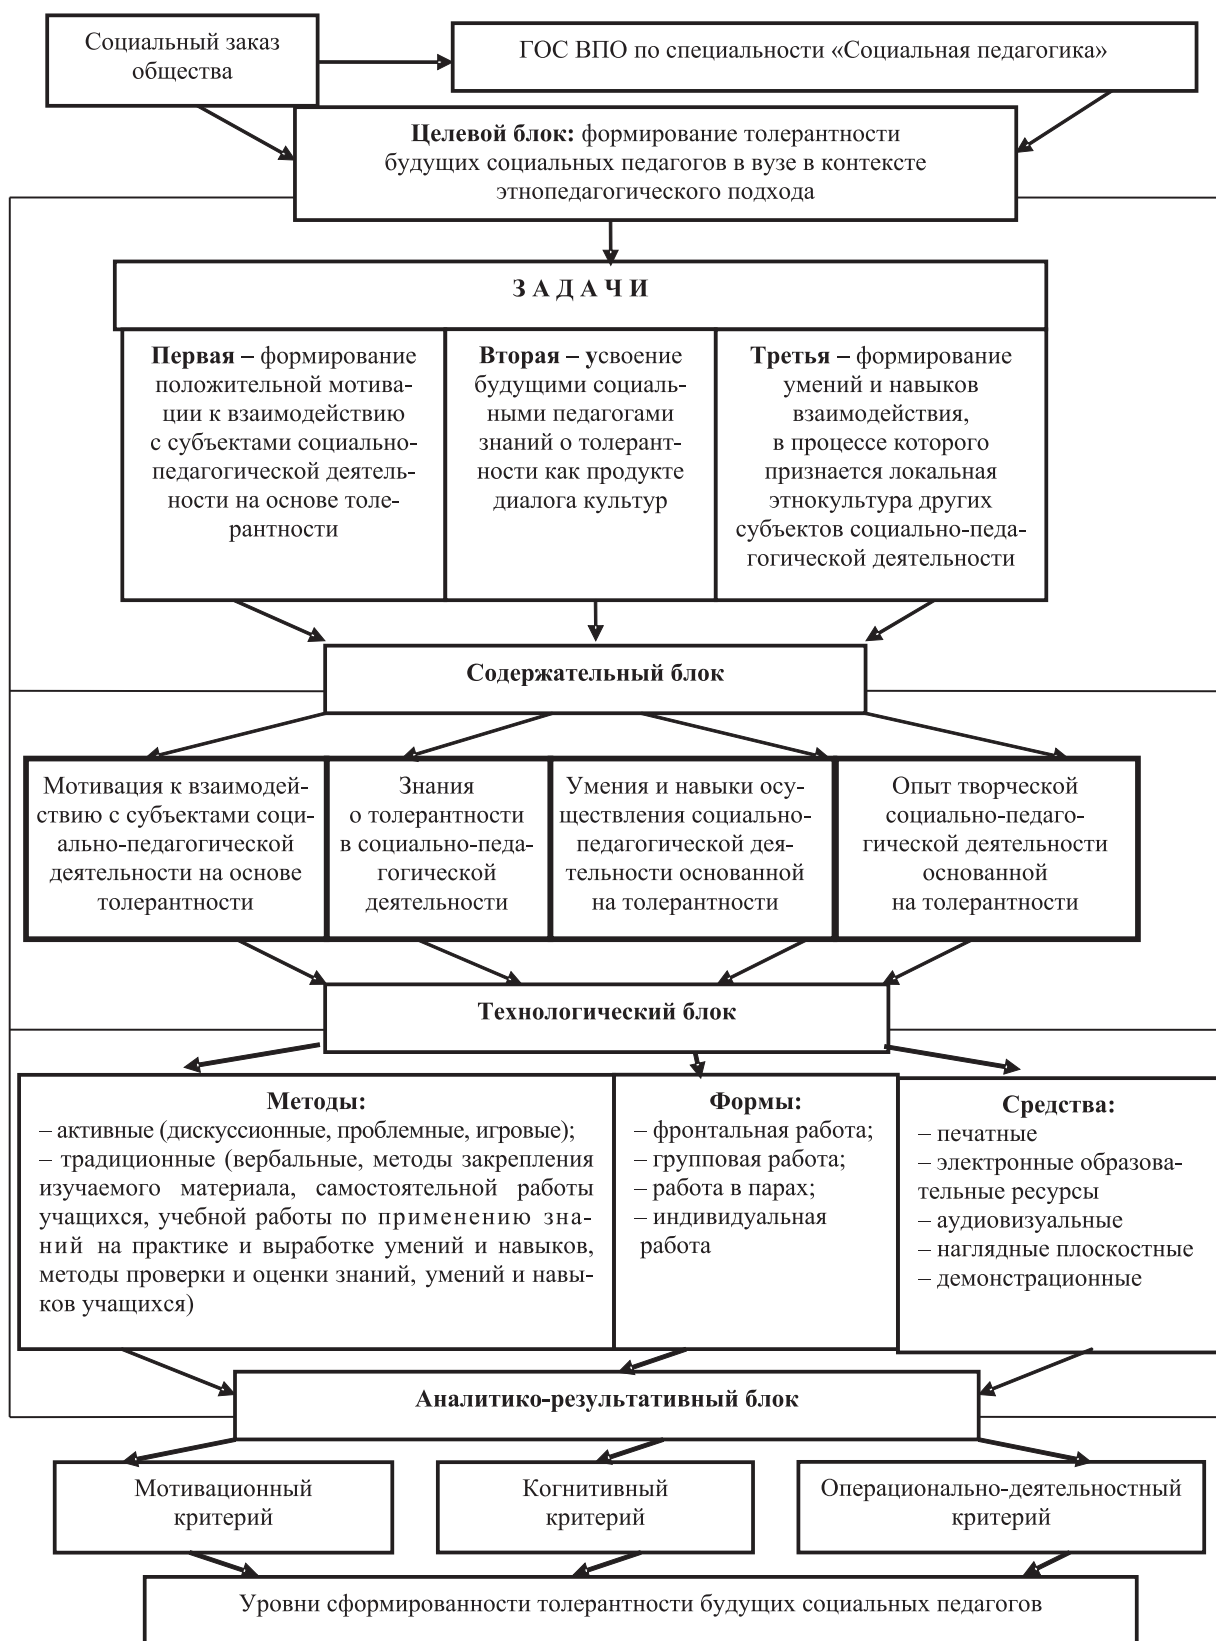 Социальный заказ
общества
ГОС ВПО по специальности «Социальная педагогика»
Целевой блок: формирование толерантности
будущих социальных педагогов в вузе в контексте
этнопедагогического подхода
З А Д А Ч И
Первая – формирование
положительной мотива-
ции к взаимодействию
с субъектами социально-
педагогической деятель-
ности на основе толе-
рантности
Вторая – усвоение
будущими социаль-
ными педагогами
знаний о толерант-
ности как продукте
диалога культур
Третья – формирование
умений и навыков
взаимодействия,
в процессе которого
признается локальная
этнокультура других
субъектов социально-педа-
гогической деятельности
Содержательный блок
Мотивация к взаимодей-
ствию с субъектами соци-
ально-педагогической
деятельности на основе
толерантности
Знания
о толерантности
в социально-педа-
гогической
деятельности
Умения и навыки осу-
ществления социально-
педагогической дея-
тельности основанной
на толерантности
Опыт творческой
социально-педаго-
гической деятельности
основанной
на толерантности
Технологический блок
Методы:
– активные (дискуссионные, проблемные, игровые);
– традиционные (вербальные, методы закрепления
изучаемого материала, самостоятельной работы
учащихся, учебной работы по применению зна-
ний на практике и выработке умений и навыков,
методы проверки и оценки знаний, умений и навы-
ков учащихся)
Формы:
– фронтальная работа;
– групповая работа;
– работа в парах;
– индивидуальная
работа
Средства:
– печатные
– электронные образова-
тельные ресурсы
– аудиовизуальные
– наглядные плоскостные
– демонстрационные
Аналитико-результативный блок
Мотивационный
критерий
Когнитивный
критерий
Операционально-деятельностный
критерий
Уровни сформированности толерантности будущих социальных педагогов